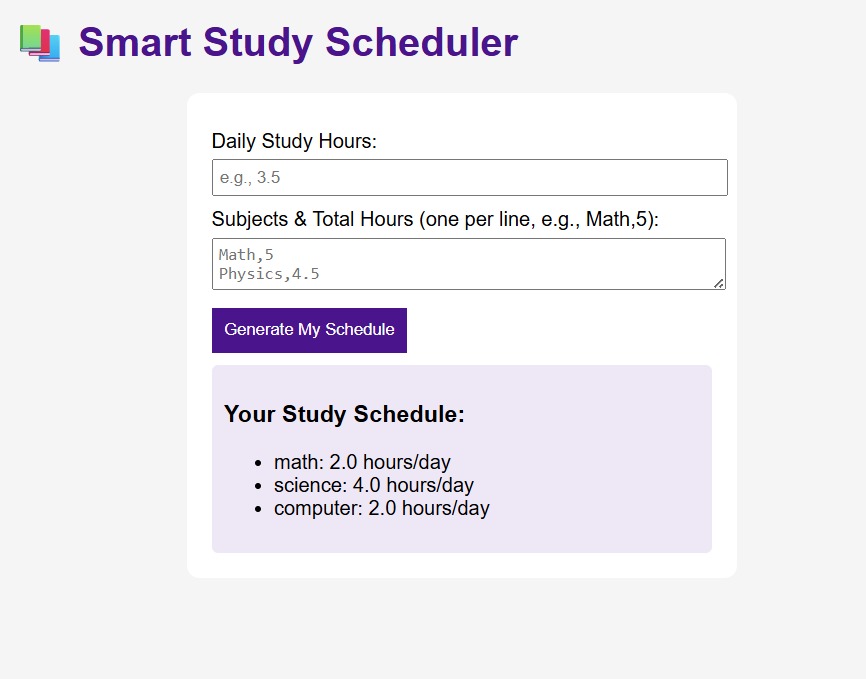 📚 Smart Study Scheduler
Daily Study Hours:
e.g., 3.5
Subjects & Total Hours (one per line, e.g., Math,5):
Math,5
Physics,4.5
Generate My Schedule
Your Study Schedule:
• math: 2.0 hours/day
• science: 4.0 hours/day
• computer: 2.0 hours/day